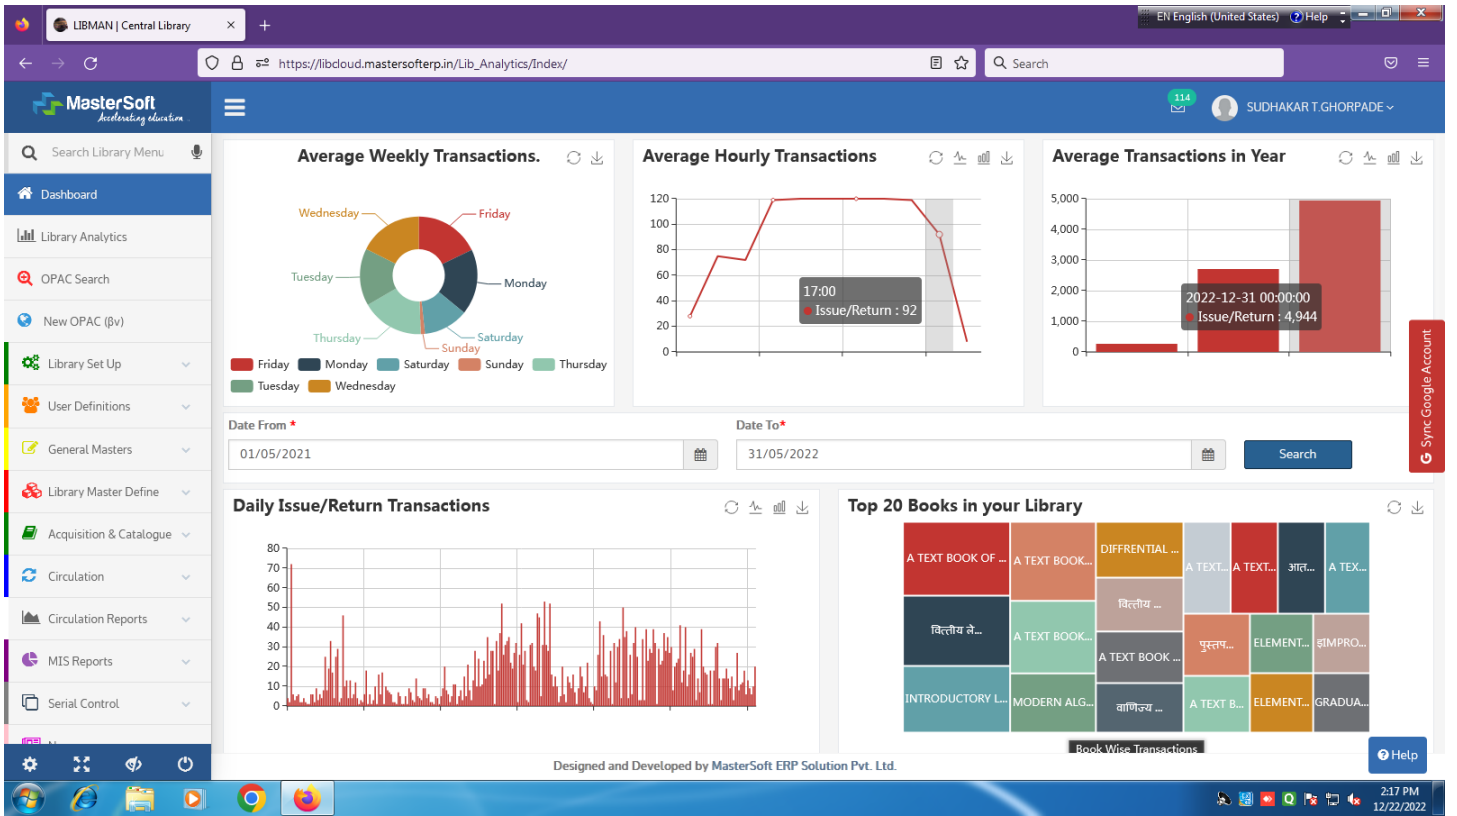 LIBMAN | Central Library
EN English (United States) Help
https://libcloud.mastersofterp.in/Lib_Analytics/Index/
Search
MasterSoft
Accelerating education
114
SUDHAKAR T.GHORPADE
Search Library Menu
Dashboard
Library Analytics
OPAC Search
New OPAC (βv)
Library Set Up
User Definitions
General Masters
Library Master Define
Acquisition & Catalogue
Circulation
Circulation Reports
MIS Reports
Serial Control
Average Weekly Transactions.
Wednesday
Friday
Tuesday
Monday
Thursday
Saturday
Sunday
Friday Monday Saturday Sunday Thursday
Tuesday Wednesday
Average Hourly Transactions
120
100
80
60
40
20
0
17:00
Issue/Return : 92
Average Transactions in Year
5,000
4,000
3,000
2,000
1,000
0
2022-12-31 00:00:00
Issue/Return : 4,944
Sync Google Account
Date From *
01/05/2021
Date To*
31/05/2022
Search
Daily Issue/Return Transactions
80
70
60
50
40
30
20
10
0
Top 20 Books in your Library
A TEXT BOOK OF ...
वित्तीय ले...
INTRODUCTORY L...
A TEXT BOOK...
A TEXT BOOK...
MODERN ALG...
DIFFRENTIAL ...
वित्तीय ...
A TEXT BOOK ...
वाणिज्य ...
A TEXT...
A TEXT...
आत...
A TEX...
पुस्तप...
ELEMENT...
A TEXT B...
ELEMENT...
GRADUA...
Book Wise Transactions
Help
Designed and Developed by MasterSoft ERP Solution Pvt. Ltd.
2:17 PM
12/22/2022